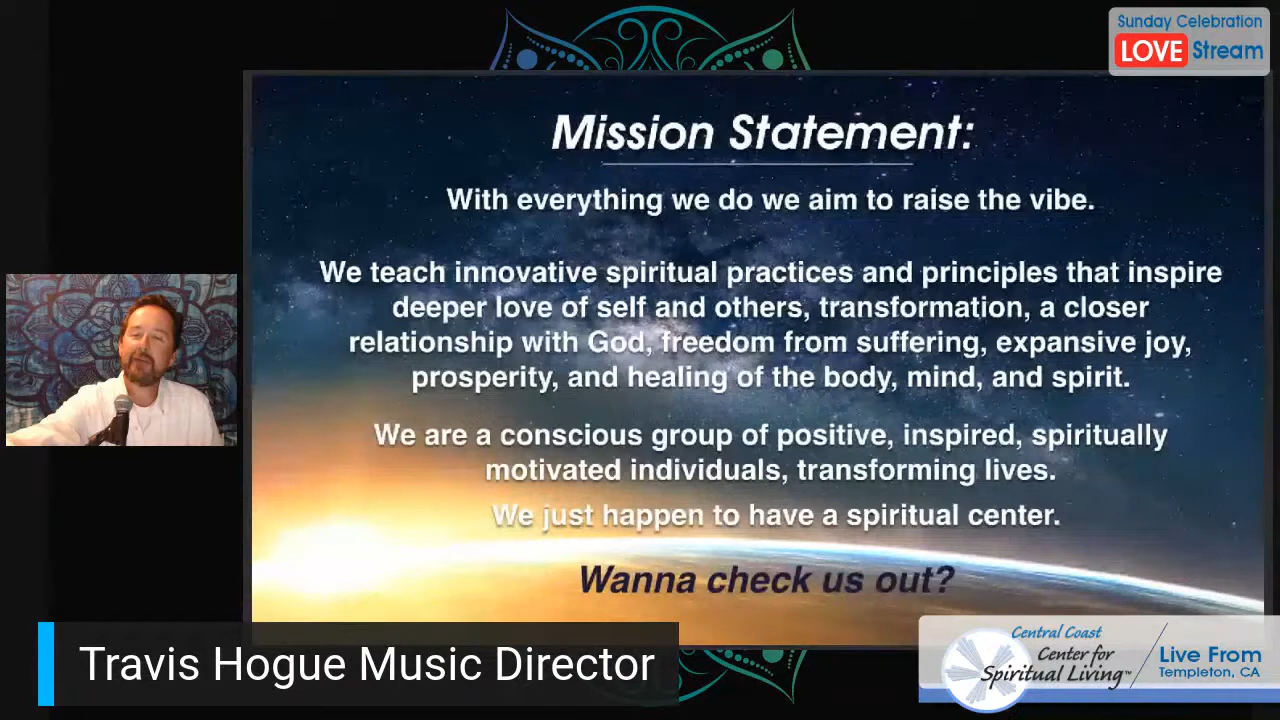 Sunday Celebration
LOVE Stream
Mission Statement:
With everything we do we aim to raise the vibe.
We teach innovative spiritual practices and principles that inspire
deeper love of self and others, transformation, a closer
relationship with God, freedom from suffering, expansive joy,
prosperity, and healing of the body, mind, and spirit.
We are a conscious group of positive, inspired, spiritually
motivated individuals, transforming lives.
We just happen to have a spiritual center.
Wanna check us out?
Travis Hogue Music Director
Central Coast
Center for
Spiritual Living™
Live From
Templeton, CA